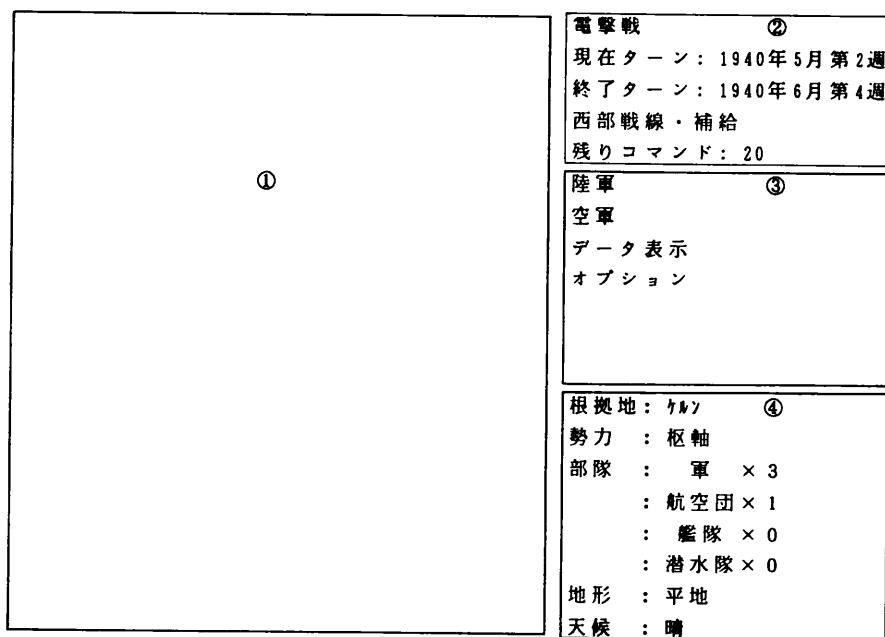 ①
電撃戦 ②
現在ターン: 1940年5月第2週
終了ターン: 1940年6月第4週
西部戦線・補給
残りコマンド: 20
陸軍 ③
空軍
データ表示
オプション
根拠地: ｹﾙﾝ ④
勢力 : 枢軸
部隊 : 軍 ×3
: 航空団×1
: 艦隊 ×0
: 潜水隊×0
地形 : 平地
天候 : 晴